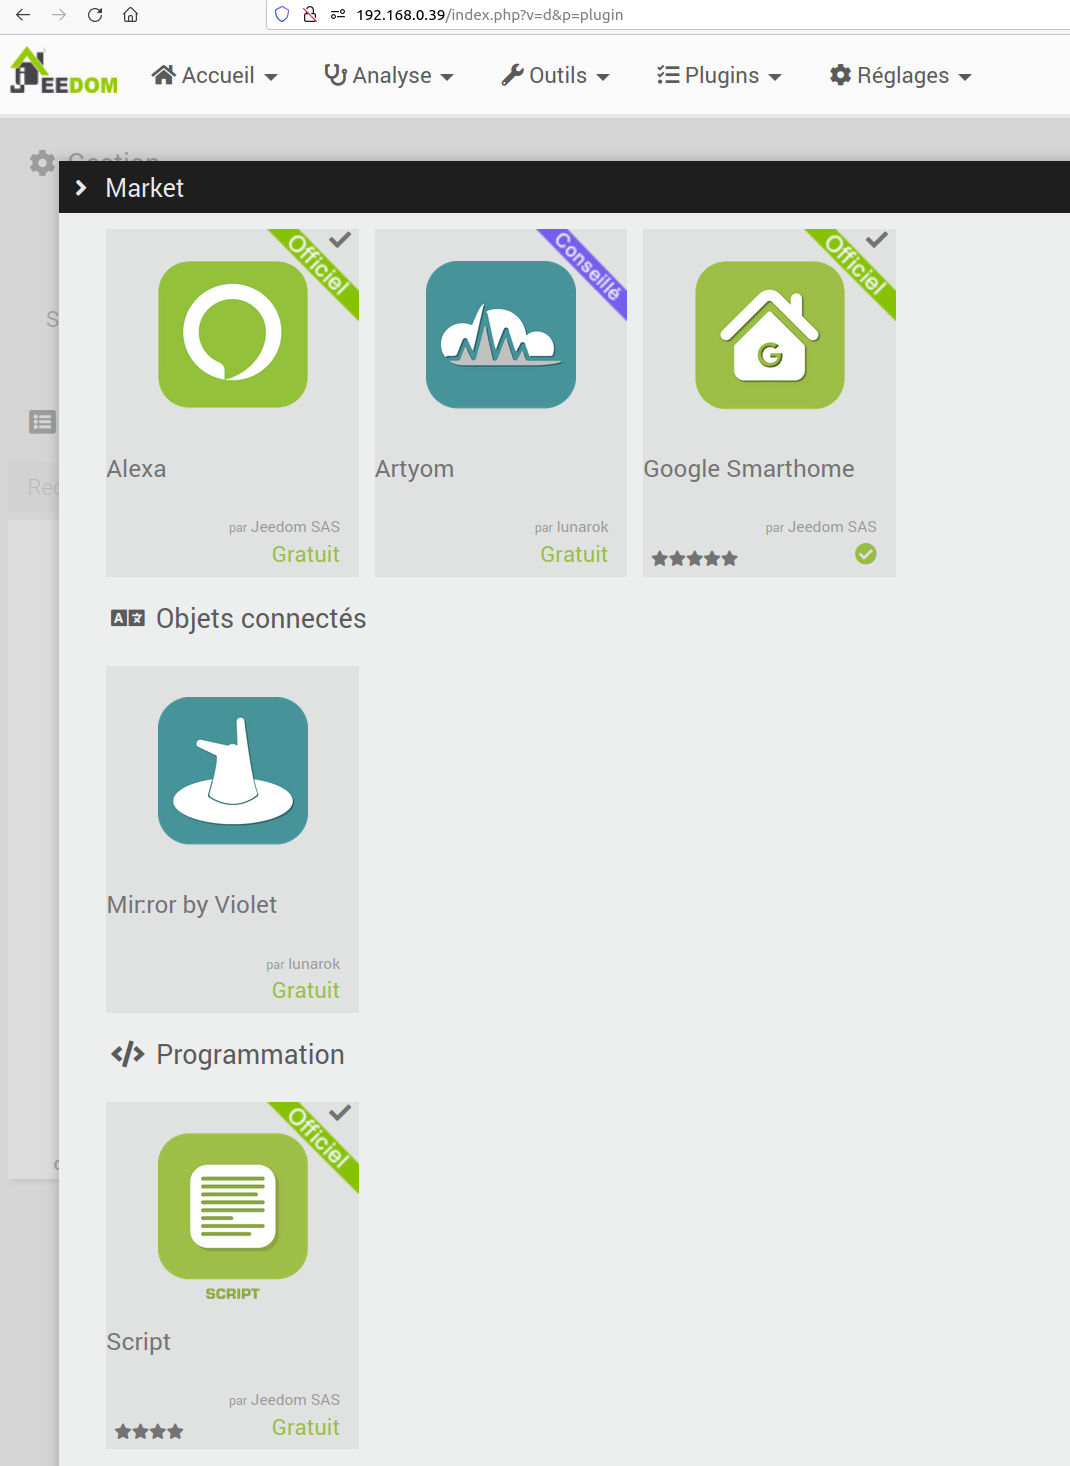 192.168.0.39/index.php?v=d&p=plugin
JEEDOM
Accueil
Analyse
Outils
Plugins
Réglages
Gestion
Market
S
Rec
Officiel
Conseillé
Officiel
G
Alexa
Artyom
Google Smarthome
par Jeedom SAS
par lunarok
par Jeedom SAS
Gratuit
Gratuit
A
Objets connectés
Mir:ror by Violet
par lunarok
Gratuit
Programmation
Officiel
SCRIPT
Script
par Jeedom SAS
Gratuit